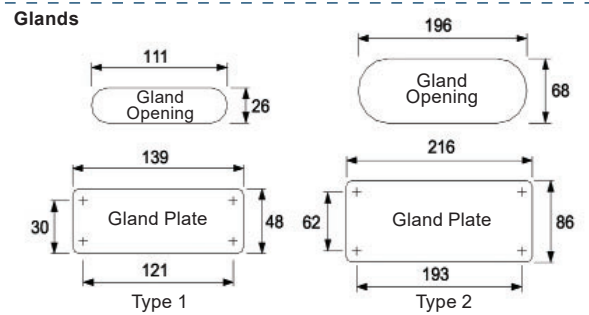 Glands
111
Gland
Opening
26
196
Gland
Opening
68
139
Gland Plate
30
48
121
Type 1
216
Gland Plate
62
86
193
Type 2